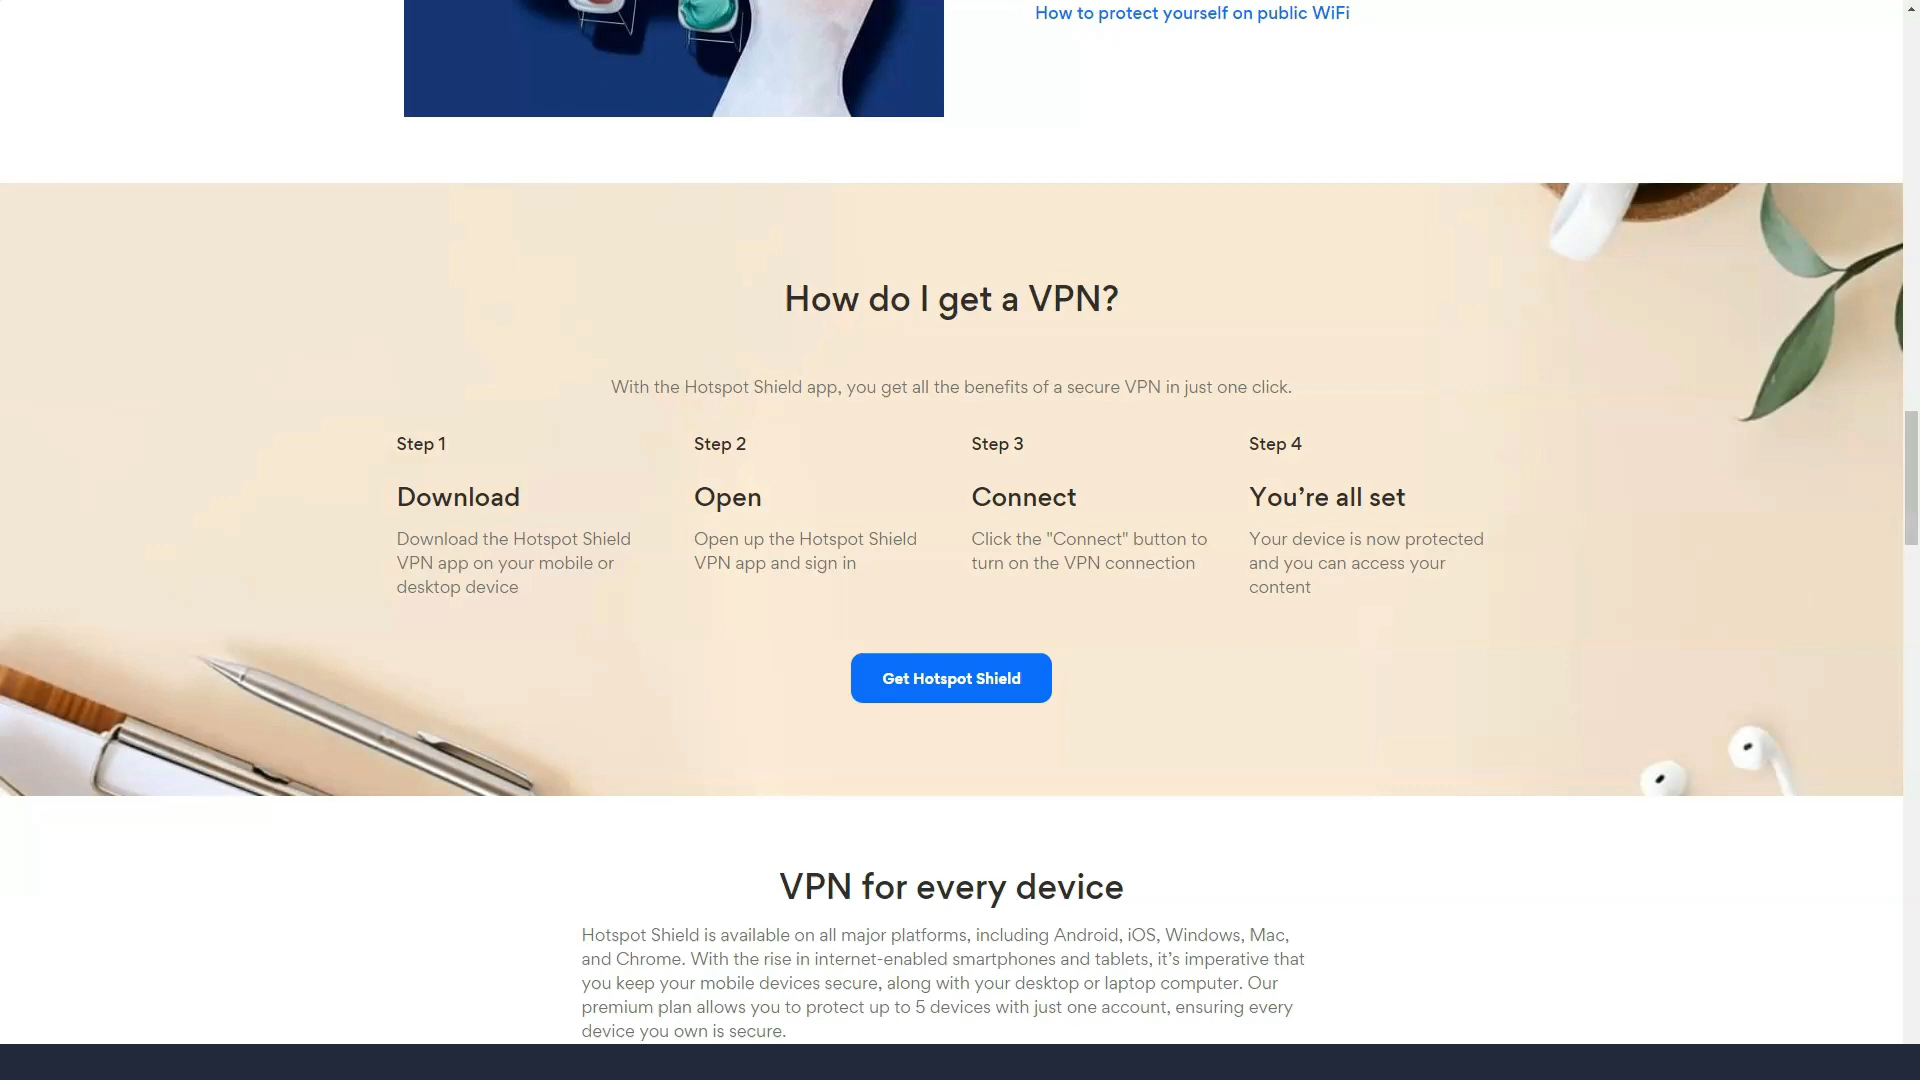 How to protect yourself on public WiFi
How do I get a VPN?
With the Hotspot Shield app, you get all the benefits of a secure VPN in just one click.
Step 1
Download
Download the Hotspot Shield
VPN app on your mobile or
desktop device
Step 2
Open
Open up the Hotspot Shield
VPN app and sign in
Step 3
Connect
Click the "Connect" button to
turn on the VPN connection
Step 4
You’re all set
Your device is now protected
and you can access your
content
Get Hotspot Shield
VPN for every device
Hotspot Shield is available on all major platforms, including Android, iOS, Windows, Mac,
and Chrome. With the rise in internet-enabled smartphones and tablets, it’s imperative that
you keep your mobile devices secure, along with your desktop or laptop computer. Our
premium plan allows you to protect up to 5 devices with just one account, ensuring every
device you own is secure.